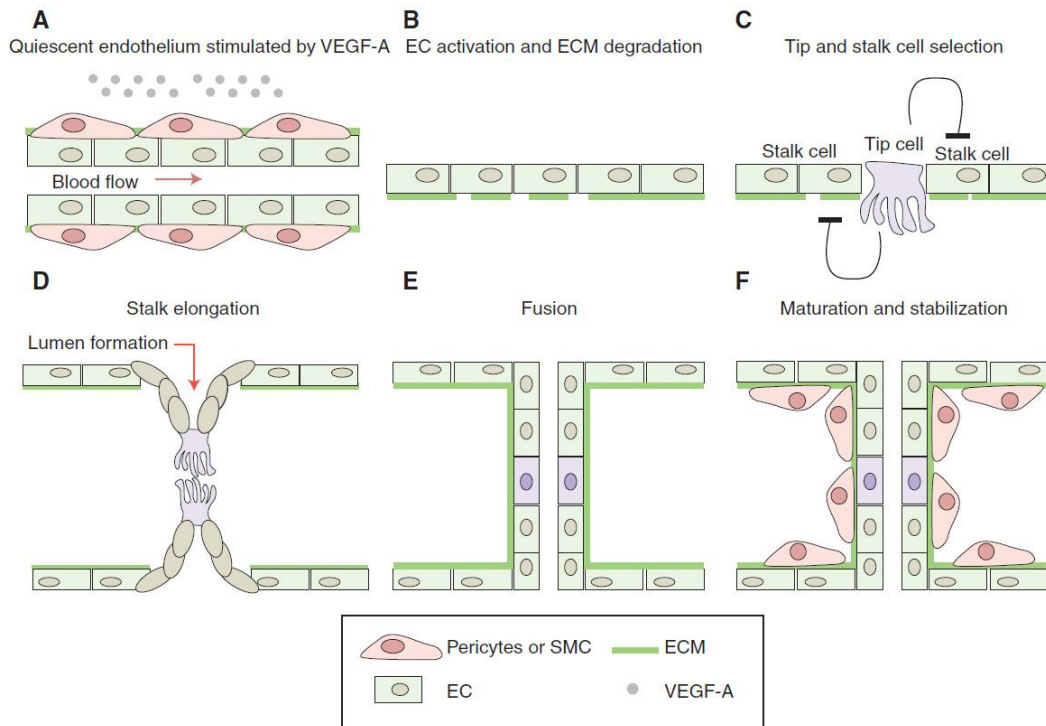 A
Quiescent endothelium stimulated by VEGF-A
Blood flow
B
EC activation and ECM degradation
C
Tip and stalk cell selection
Stalk cell
Tip cell
Stalk cell
D
Stalk elongation
Lumen formation
E
Fusion
F
Maturation and stabilization
Pericytes or SMC
ECM
EC
VEGF-A